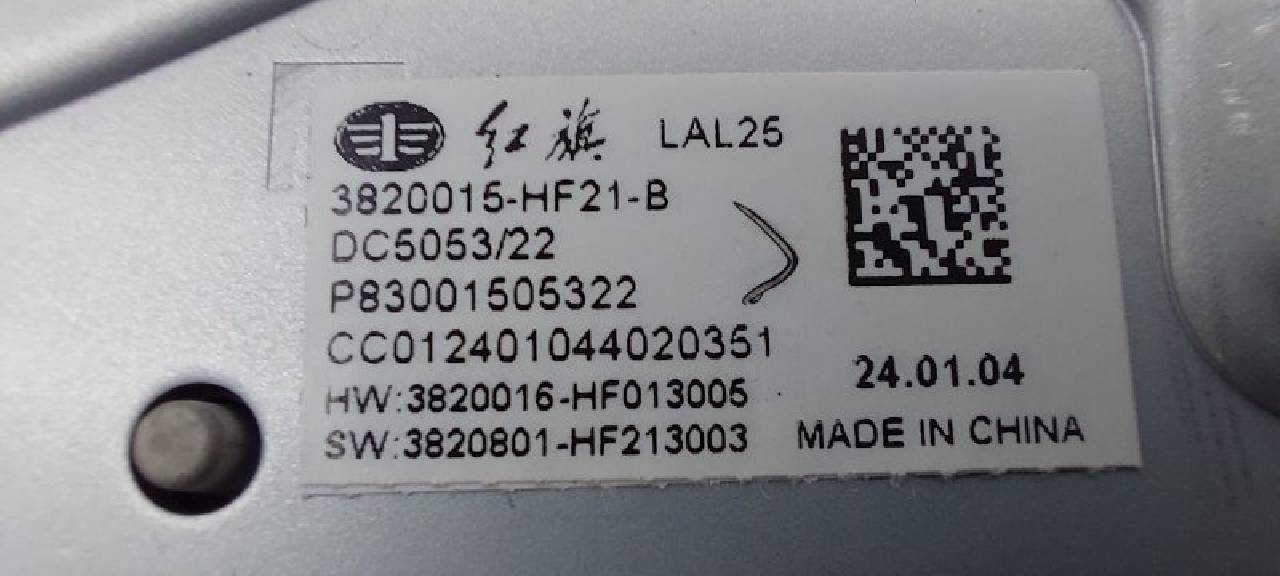 红旗 LAL25
3820015-HF21-B
DC5053/22
P83001505322
CC012401044020351
HW:3820016-HF013005
SW:3820801-HF213003
24.01.04
MADE IN CHINA